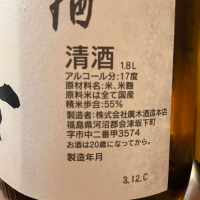 清酒 1.8L
アルコール分:17度
原材料名:米、米麹
原料米は全て国産
精米歩合:55%
製造者:株式会社廣木酒造本店
福島県河沼郡会津坂下町
字市中二番甲3574
お酒は20歳になってから。
製造年月
3.12.C